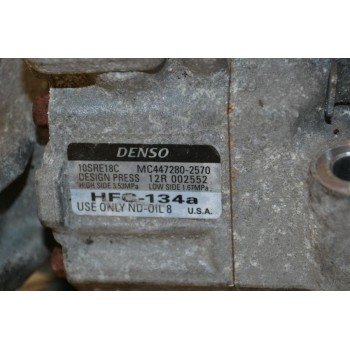 DENSO
10SRE18C MC447280-2570
DESIGN PRESS 12R 002552
HIGH SIDE 3.53MPa LOW SIDE 1.67MPa
HFC-134a
USE ONLY ND-OIL 8 U.S.A.